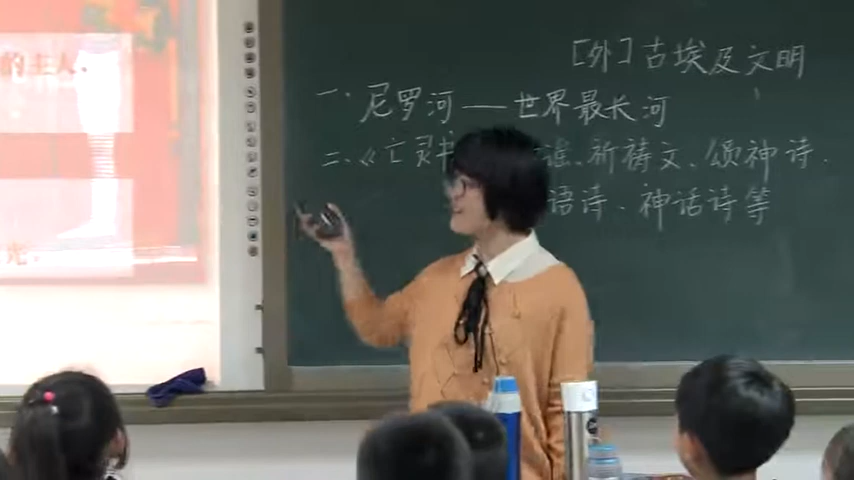 的主人.
[外] 古埃及文明
一. 尼罗河——世界最长河
二.《亡灵书 谣、祈祷文、颂神诗.
语诗、神话诗等
光